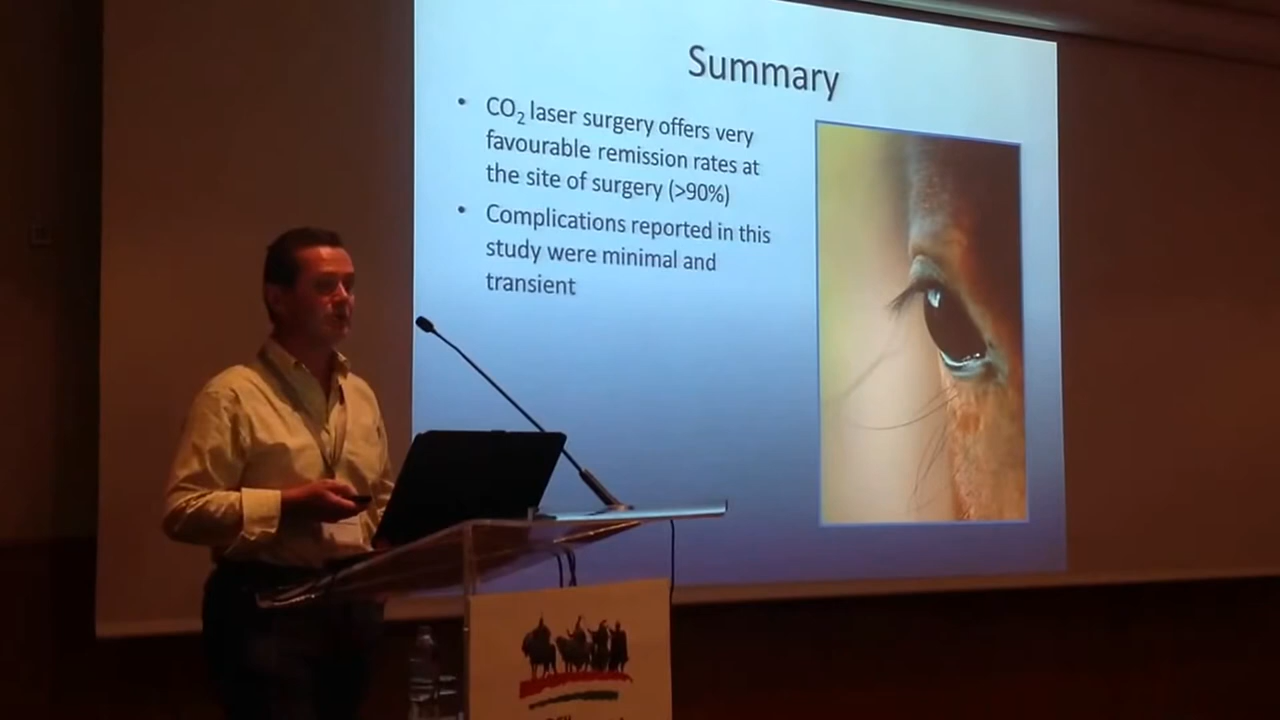 Summary
• CO₂ laser surgery offers very
favourable remission rates at
the site of surgery (>90%)
• Complications reported in this
study were minimal and
transient